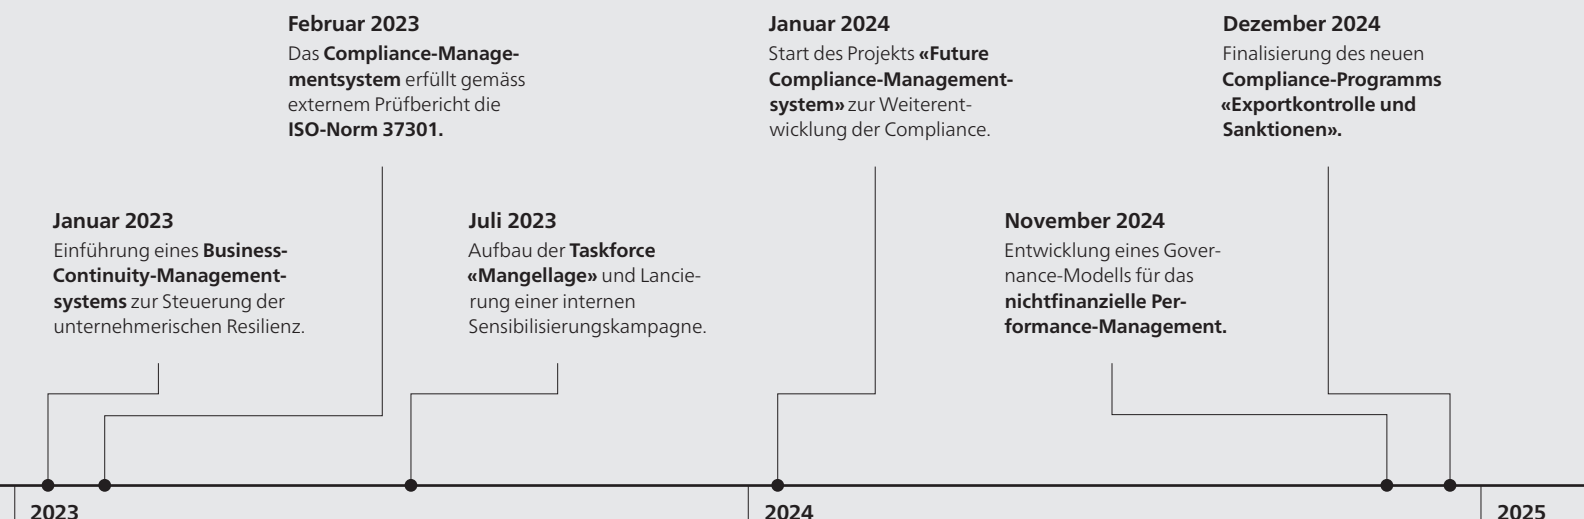 Februar 2023
Das Compliance-Manage-
mentsystem erfüllt gemäss
externem Prüfbericht die
ISO-Norm 37301.
Januar 2024
Start des Projekts «Future
Compliance-Management-
system» zur Weiterent-
wicklung der Compliance.
Dezember 2024
Finalisierung des neuen
Compliance-Programms
«Exportkontrolle und
Sanktionen».
Januar 2023
Einführung eines Business-
Continuity-Management-
systems zur Steuerung der
unternehmerischen Resilienz.
Juli 2023
Aufbau der Taskforce
«Mangellage» und Lancie-
rung einer internen
Sensibilisierungskampagne.
November 2024
Entwicklung eines Gover-
nance-Modells für das
nichtfinanzielle Per-
formance-Management.
2023
2024
2025